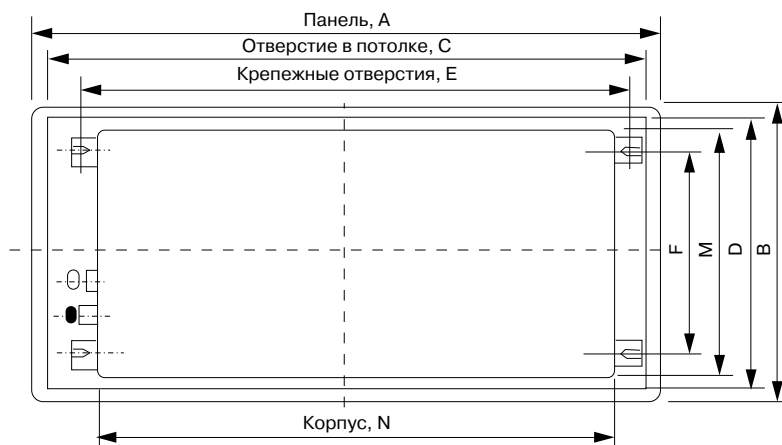 Панель, А
Отверстие в потолке, С
Крепежные отверстия, Е
F
M
D
B
Корпус, N